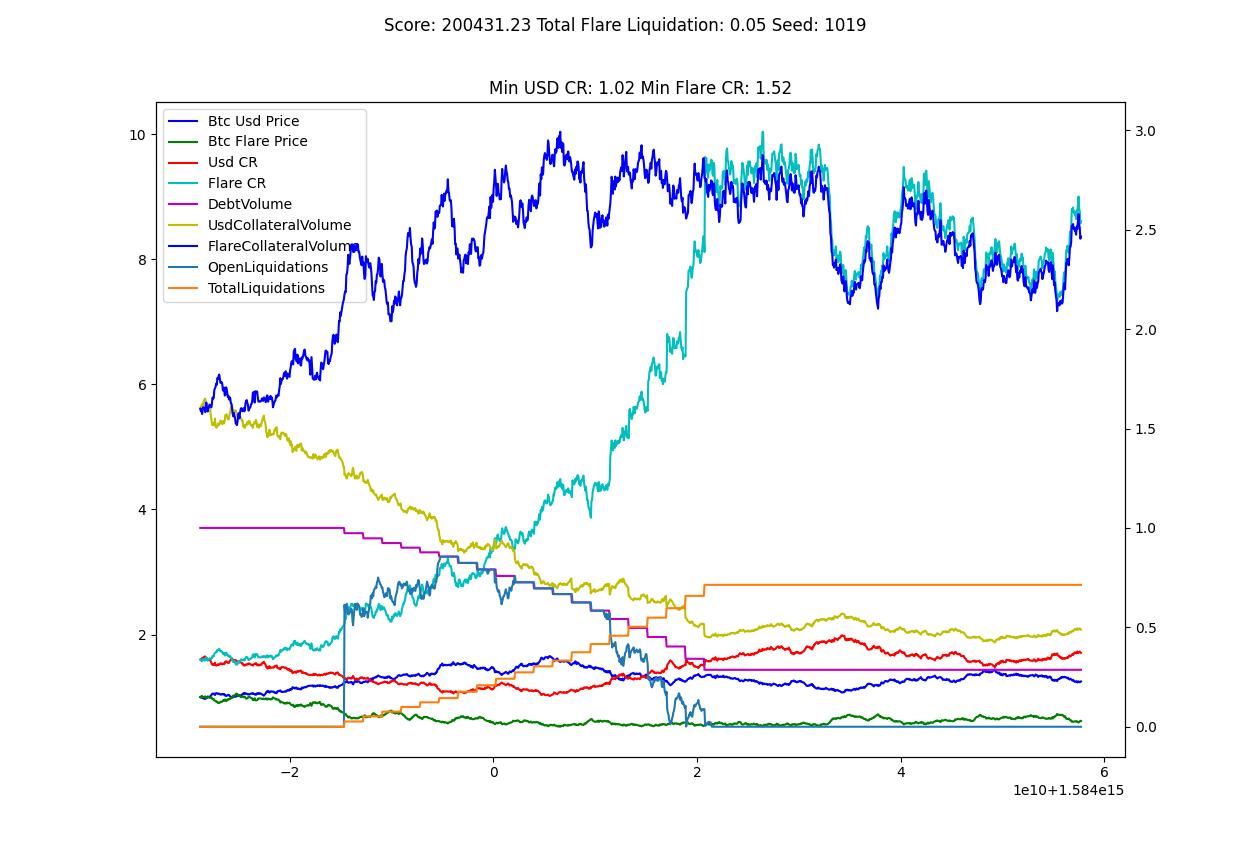 Score: 200431.23 Total Flare Liquidation: 0.05 Seed: 1019
Min USD CR: 1.02 Min Flare CR: 1.52
Btc Usd Price
Btc Flare Price
Usd CR
Flare CR
DebtVolume
UsdCollateralVolume
FlareCollateralVolume
OpenLiquidations
TotalLiquidations
10
8
6
4
2
3.0
2.5
2.0
1.5
1.0
0.5
0.0
−2 0 2 4 6
1e10+1.584e15